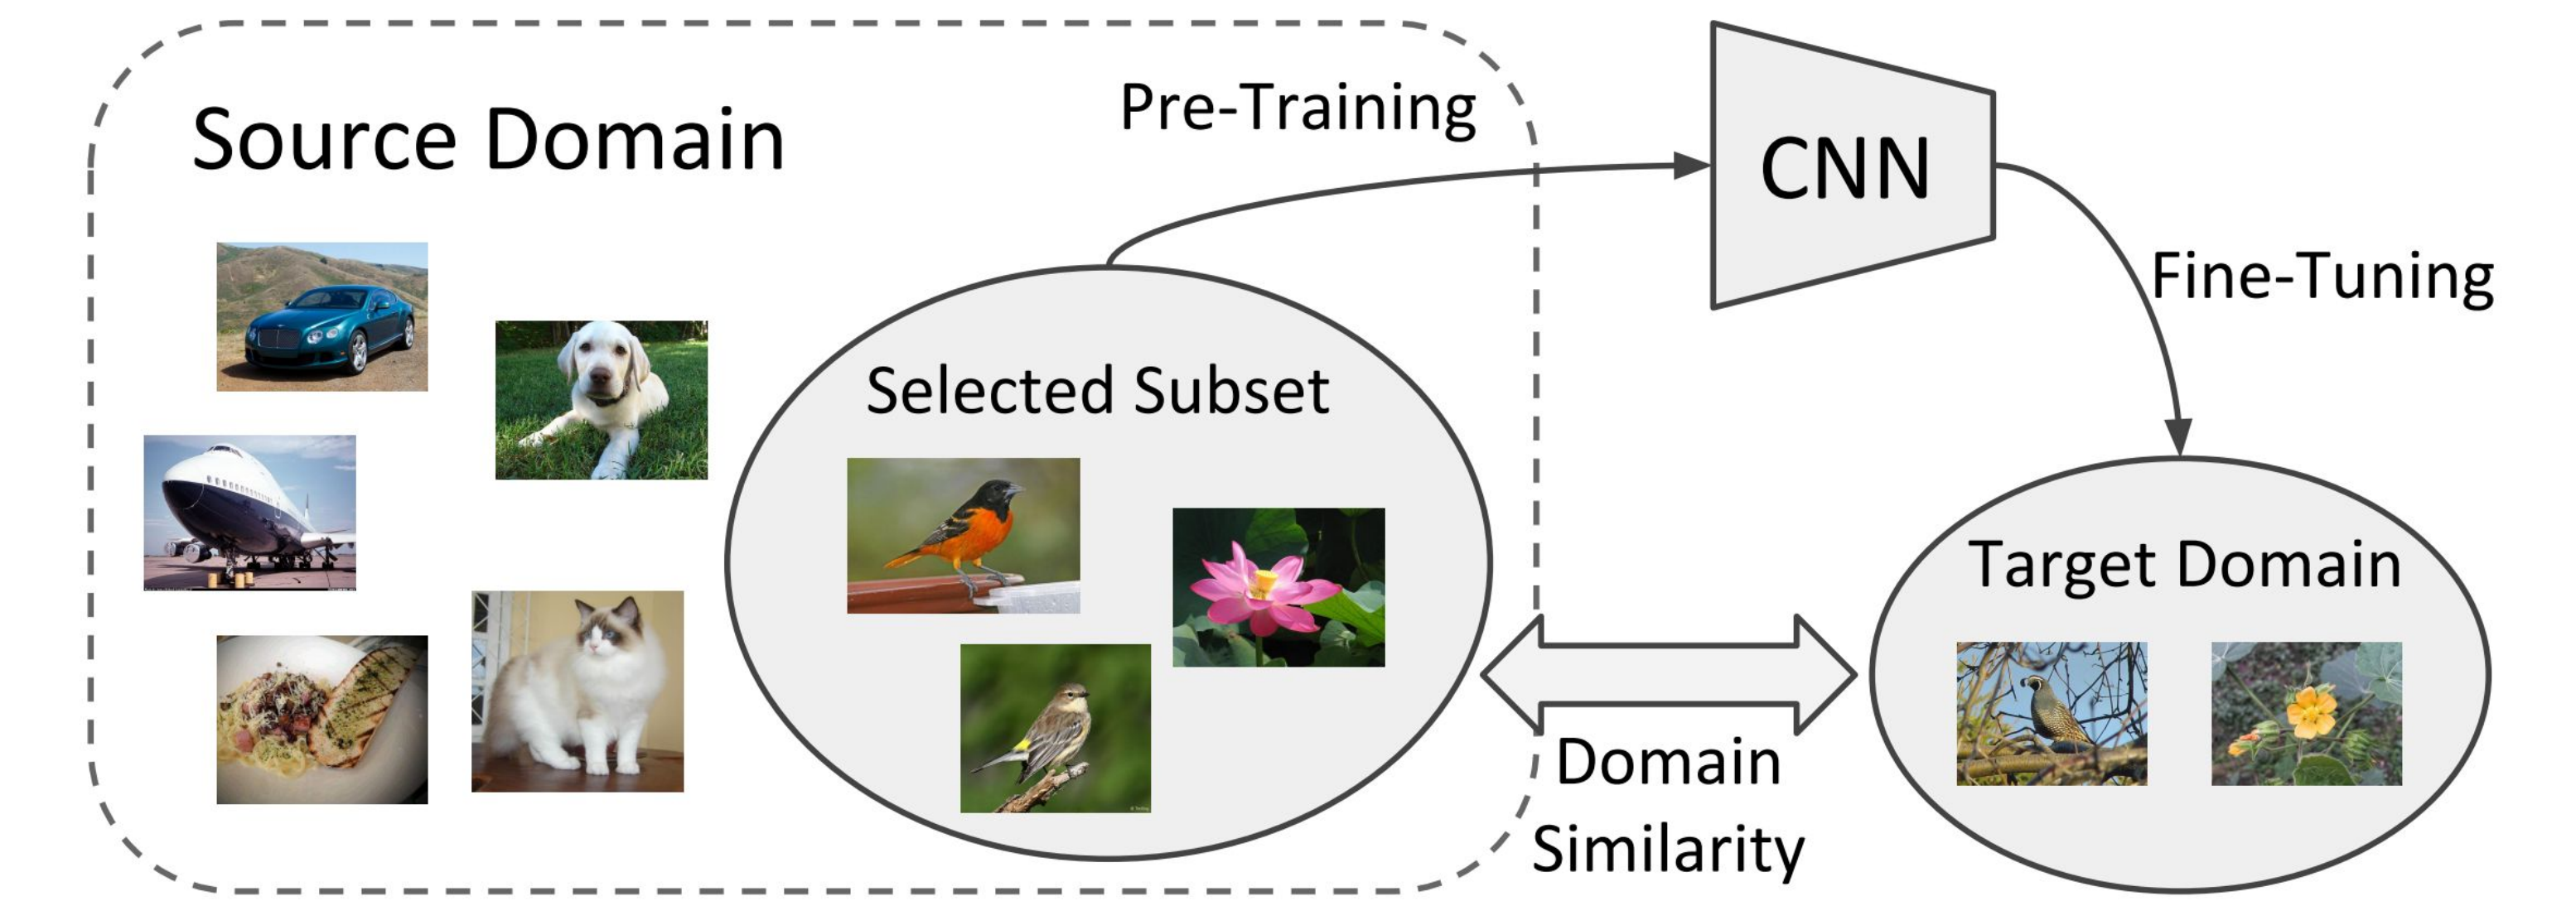 Source Domain
Pre-Training
CNN
Fine-Tuning
Selected Subset
Target Domain
Domain
Similarity